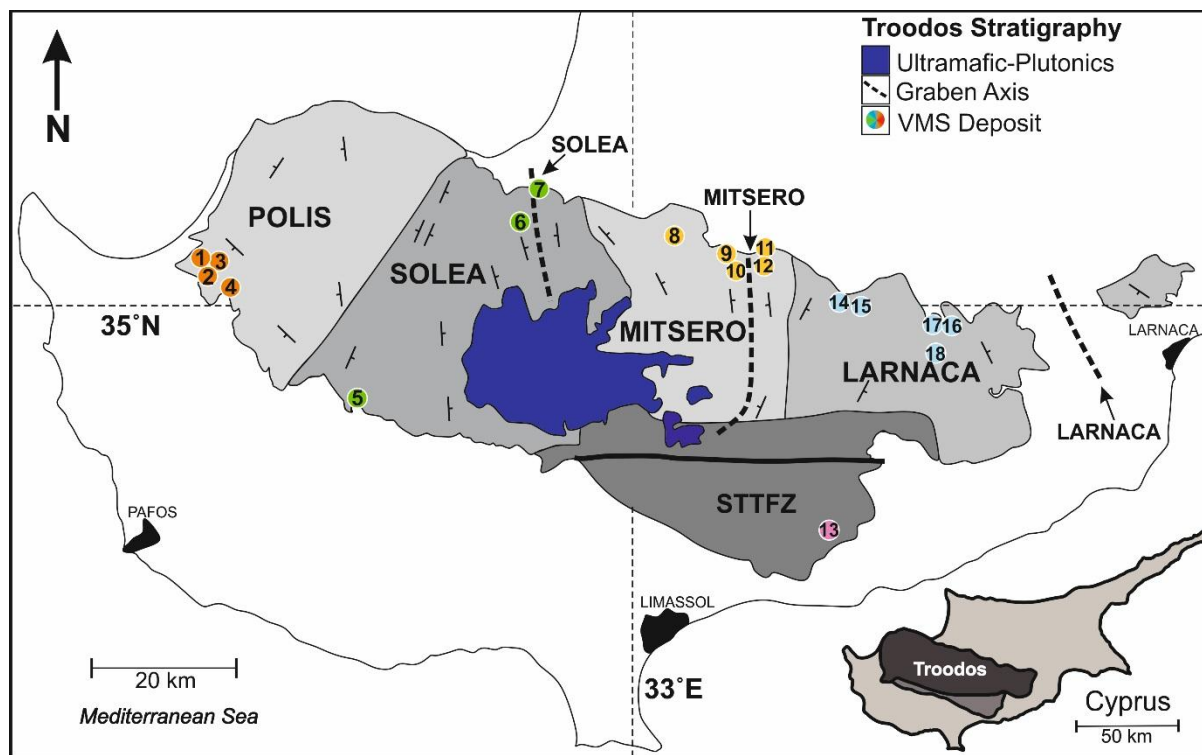 Troodos Stratigraphy
Ultramafic-Plutonics
Graben Axis
VMS Deposit
N
SOLEA
7
MITSERO
POLIS
6
8
11
9
12
10
1
3
2
4
SOLEA
14 15
17 16
35°N
MITSERO
LARNACA
18
LARNACA
5
LARNACA
STTFZ
13
PAFOS
LIMASSOL
20 km
33°E
Troodos
Mediterranean Sea
Cyprus
50 km